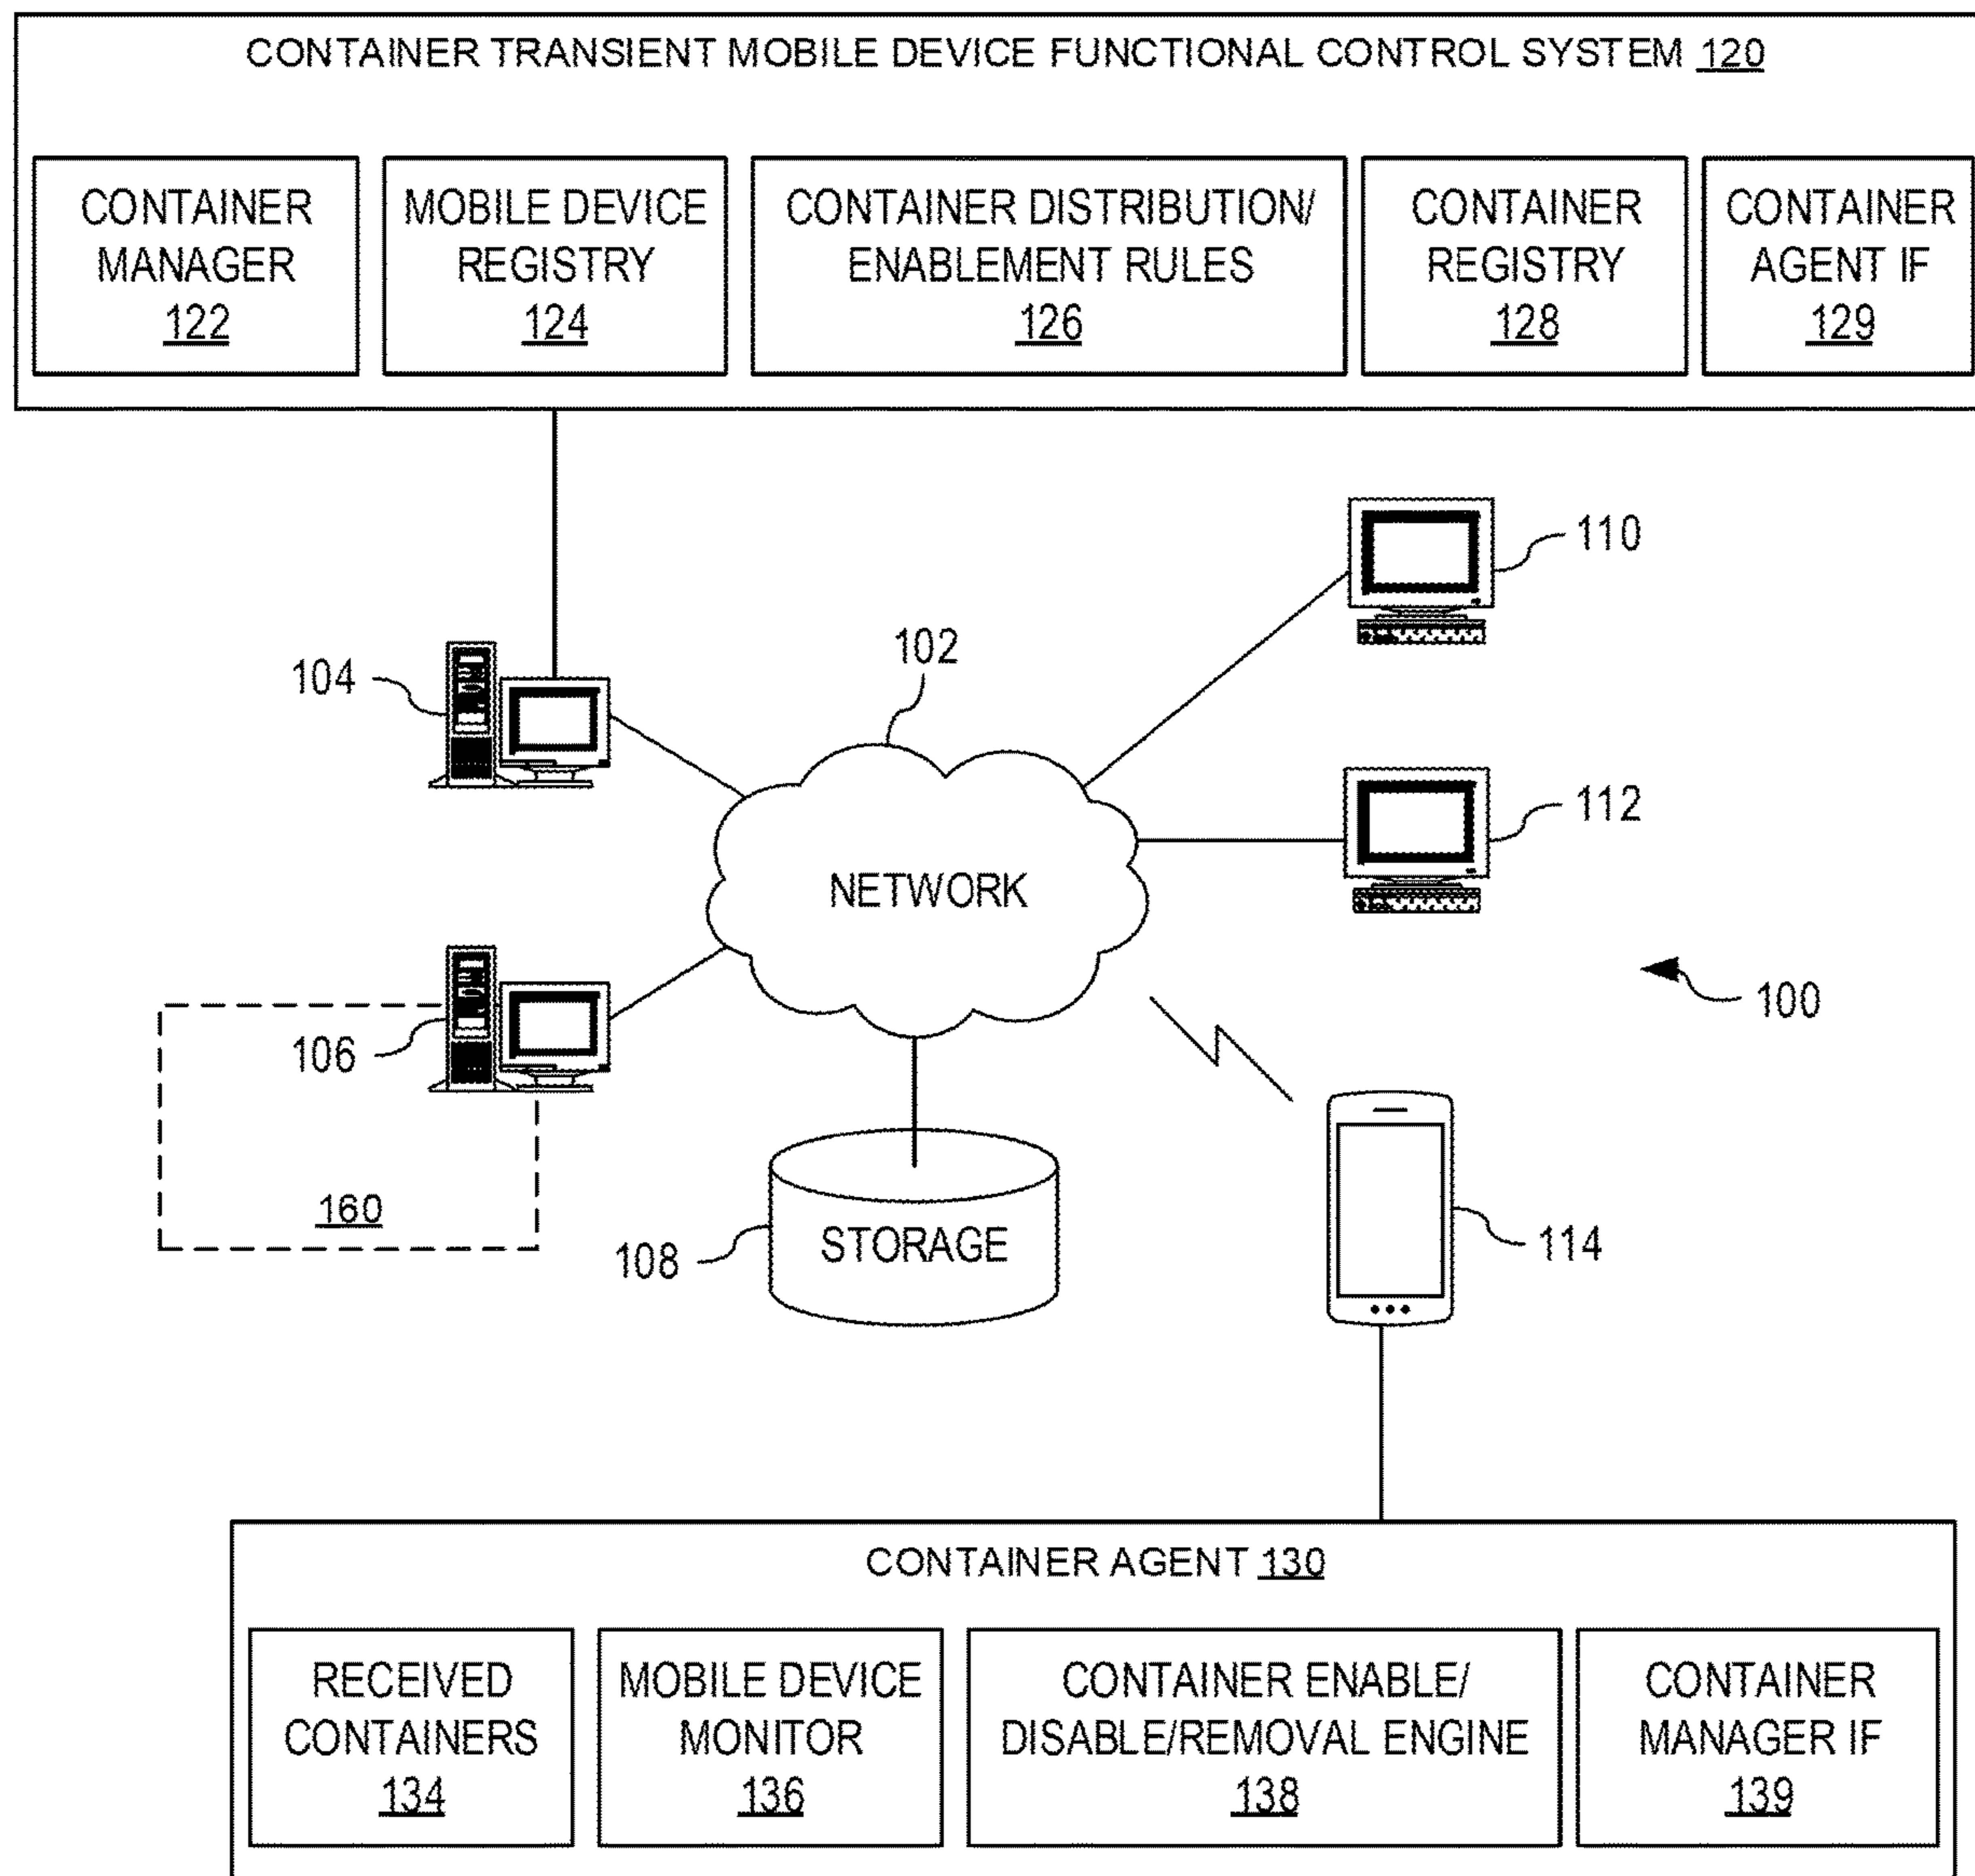 CONTAINER TRANSIENT MOBILE DEVICE FUNCTIONAL CONTROL SYSTEM 120
CONTAINER
MANAGER
122
MOBILE DEVICE
REGISTRY
124
CONTAINER DISTRIBUTION/
ENABLEMENT RULES
126
CONTAINER
REGISTRY
128
CONTAINER
AGENT IF
129
110
102
104
112
NETWORK
100
106
160
108
STORAGE
114
CONTAINER AGENT 130
RECEIVED
CONTAINERS
134
MOBILE DEVICE
MONITOR
136
CONTAINER ENABLE/
DISABLE/REMOVAL ENGINE
138
CONTAINER
MANAGER IF
139